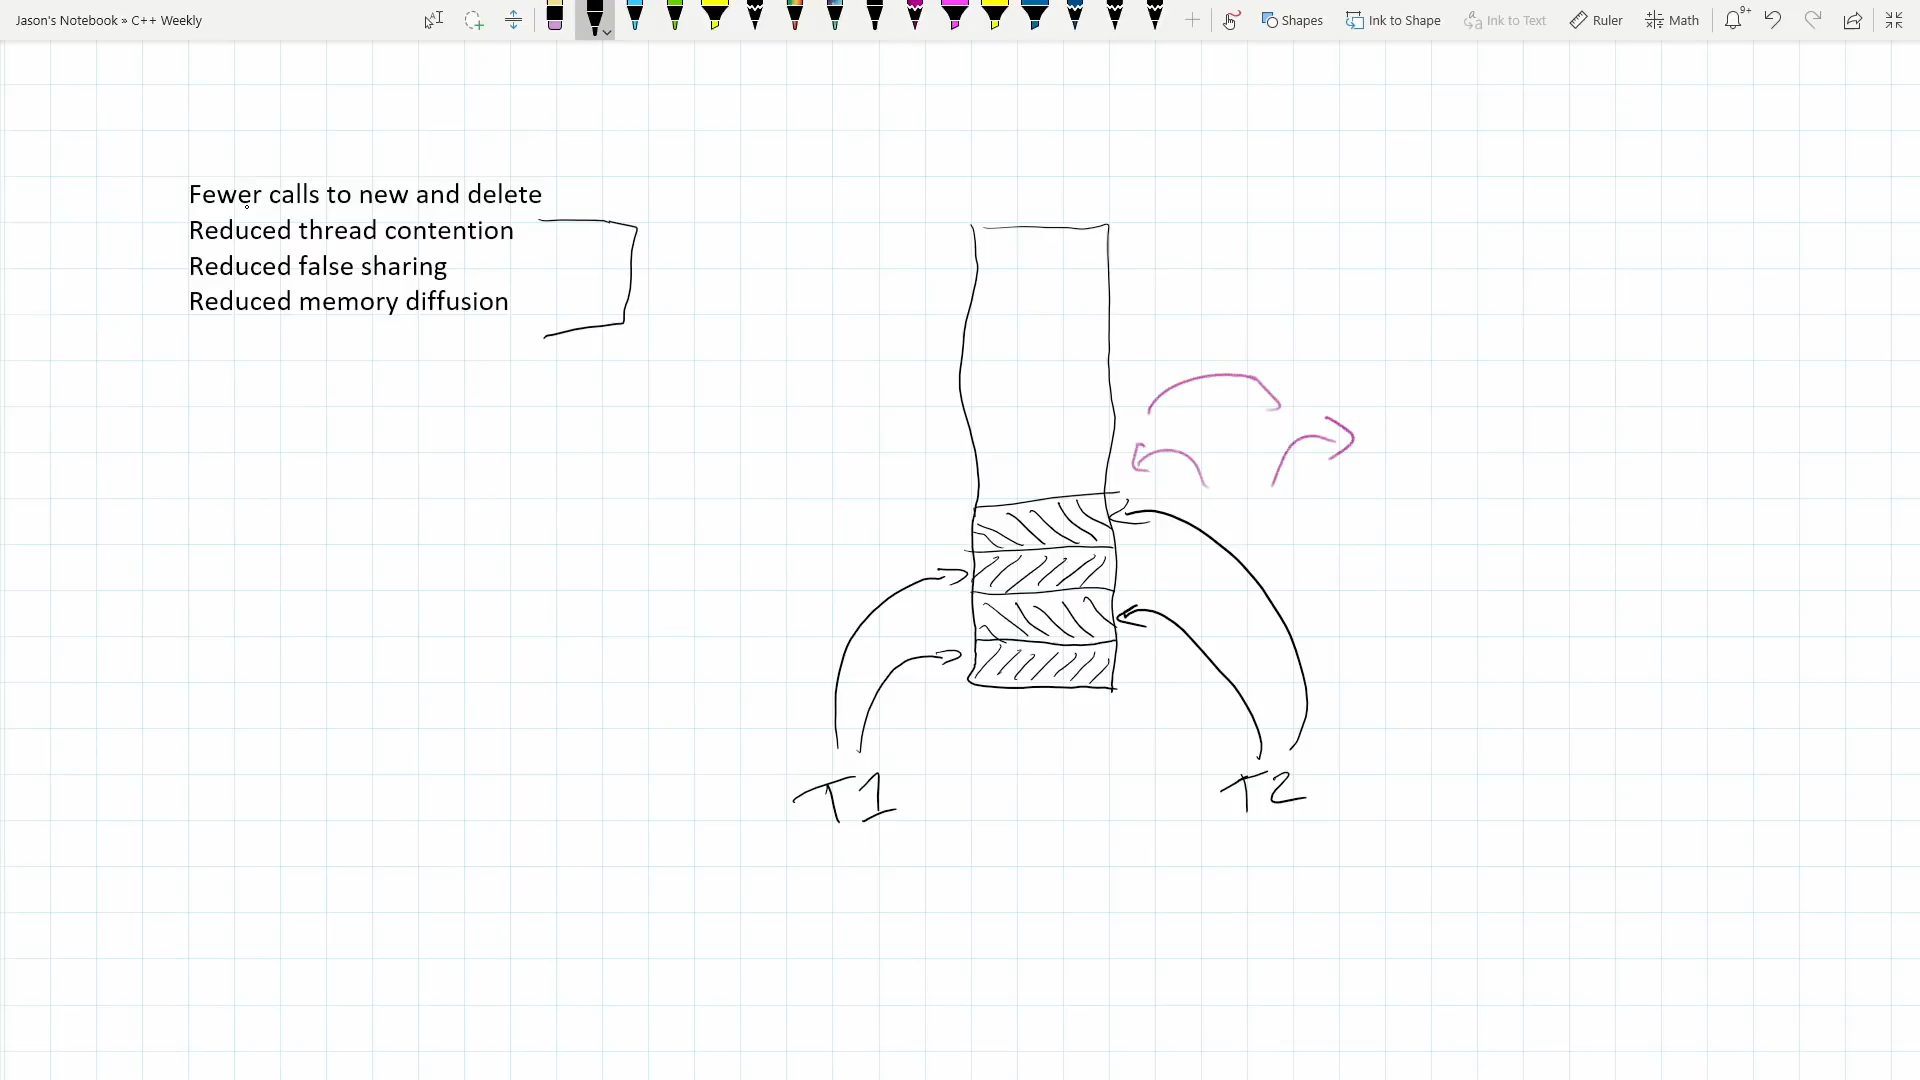 Jason's Notebook » C++ Weekly
Shapes
Ink to Shape
Ink to Text
Ruler
Math
9+
Fewer calls to new and delete
Reduced thread contention
Reduced false sharing
Reduced memory diffusion
T1
T2